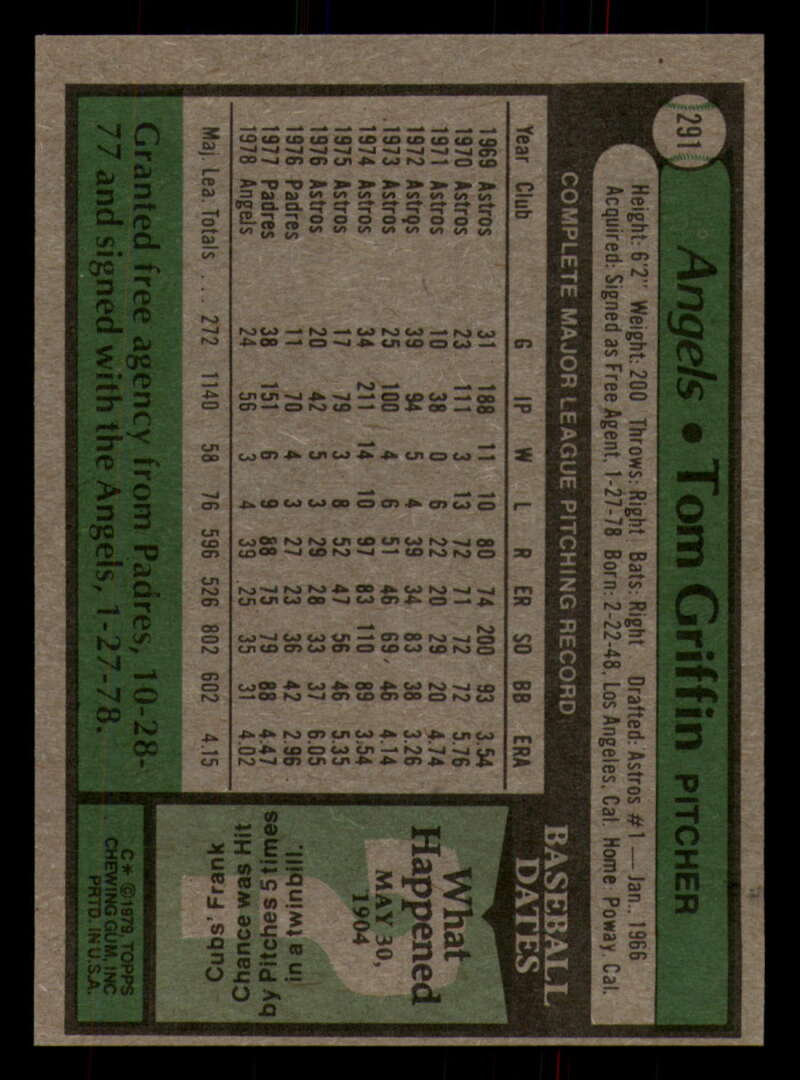 291
Angels • Tom Griffin PITCHER
Height: 6'2" Weight: 200 Throws: Right Bats: Right Drafted: Astros #1 — Jan., 1966
Acquired: Signed as Free Agent, 1-27-78 Born: 2-22-48, Los Angeles, Cal. Home: Poway, Cal.
COMPLETE MAJOR LEAGUE PITCHING RECORD
Year Club G IP W L R ER SO BB ERA
1969 Astros 31 188 11 10 80 74 200 93 3.54
1970 Astros 23 111 3 13 72 71 72 72 5.76
1971 Astros 10 38 0 6 22 20 29 20 4.74
1972 Astros 39 94 5 4 39 34 83 38 3.26
1973 Astros 25 100 4 6 51 46 69 46 4.14
1974 Astros 34 211 14 10 97 83 110 89 3.54
1975 Astros 17 79 3 8 52 47 56 46 5.35
1976 Astros 20 42 5 3 29 28 33 37 6.05
1976 Padres 11 70 4 3 27 23 36 42 2.96
1977 Padres 38 151 6 9 88 75 79 88 4.47
1978 Angels 24 56 3 4 39 25 35 31 4.02
Maj. Lea. Totals ... 272 1140 58 76 596 526 802 602 4.15
Granted free agency from Padres, 10-28-
77 and signed with the Angels, 1-27-78.
BASEBALL
DATES
What
Happened
MAY 30,
1904
Cubs' Frank
Chance was Hit
by Pitches 5 times
in a twinbill.
C* © 1979, TOPPS
CHEWING GUM, INC
PRTD. IN U.S.A.